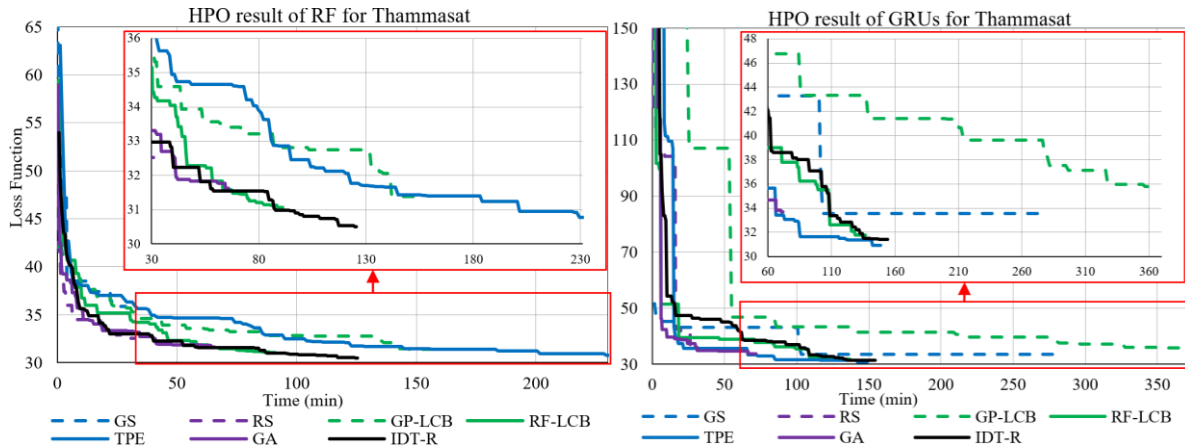 HPO result of RF for Thammasat
65
60
55
50
45
40
35
30
Loss Function
36
35
34
33
32
31
30
30 80 130 180 230
0 50 100 150 200
Time (min)
GS RS GP-LCB RF-LCB
TPE GA IDT-R
HPO result of GRUs for Thammasat
150
130
110
90
70
50
30
48
46
44
42
40
38
36
34
32
30
60 110 160 210 260 310 360
0 50 100 150 200 250 300 350
Time (min)
GS RS GP-LCB RF-LCB
TPE GA IDT-R